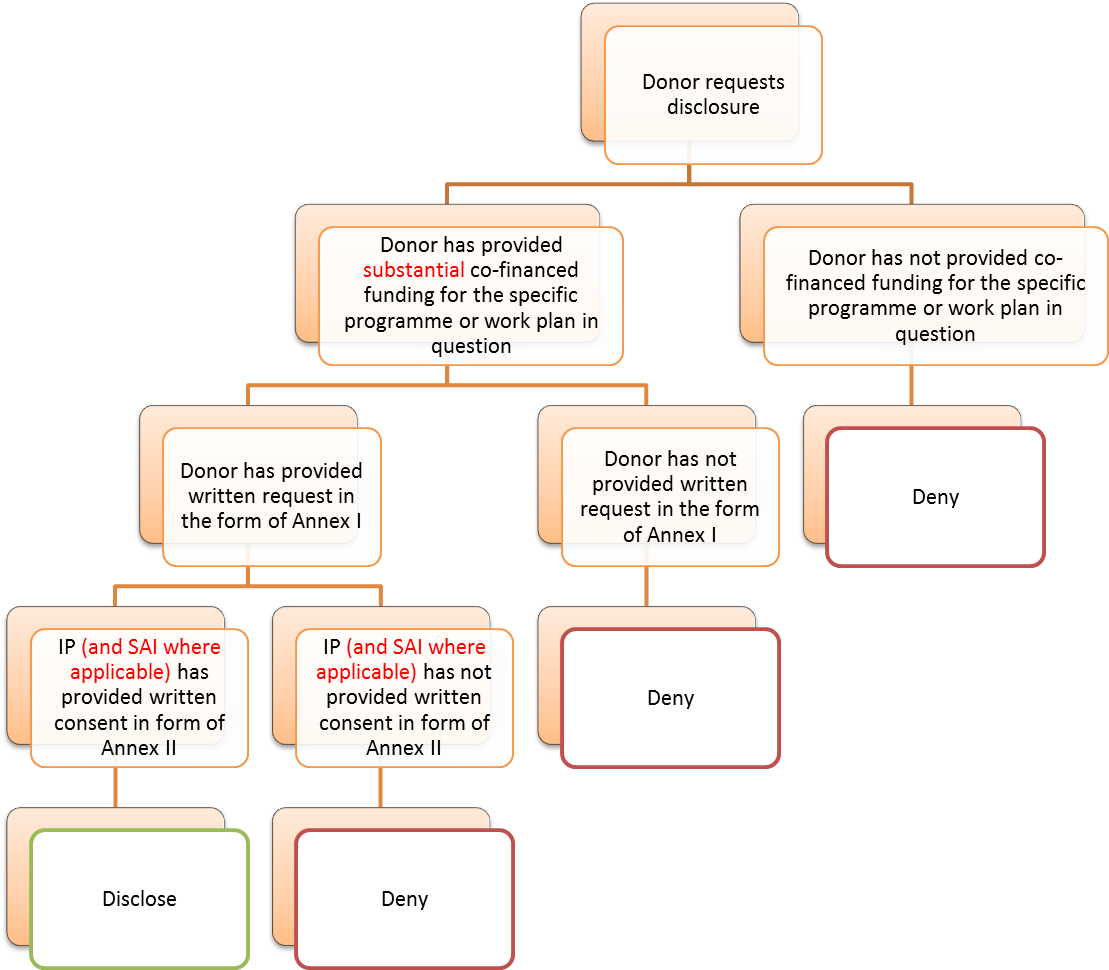 Donor requests
disclosure
Donor has provided
substantial co-financed
funding for the specific
programme or work plan in
question
Donor has not provided co-
financed funding for the specific
programme or work plan in
question
Donor has provided
written request in
the form of Annex I
Donor has not
provided written
request in the form
of Annex I
Deny
IP (and SAI where
applicable) has
provided written
consent in form of
Annex II
IP (and SAI where
applicable) has not
provided written
consent in form of
Annex II
Deny
Disclose
Deny